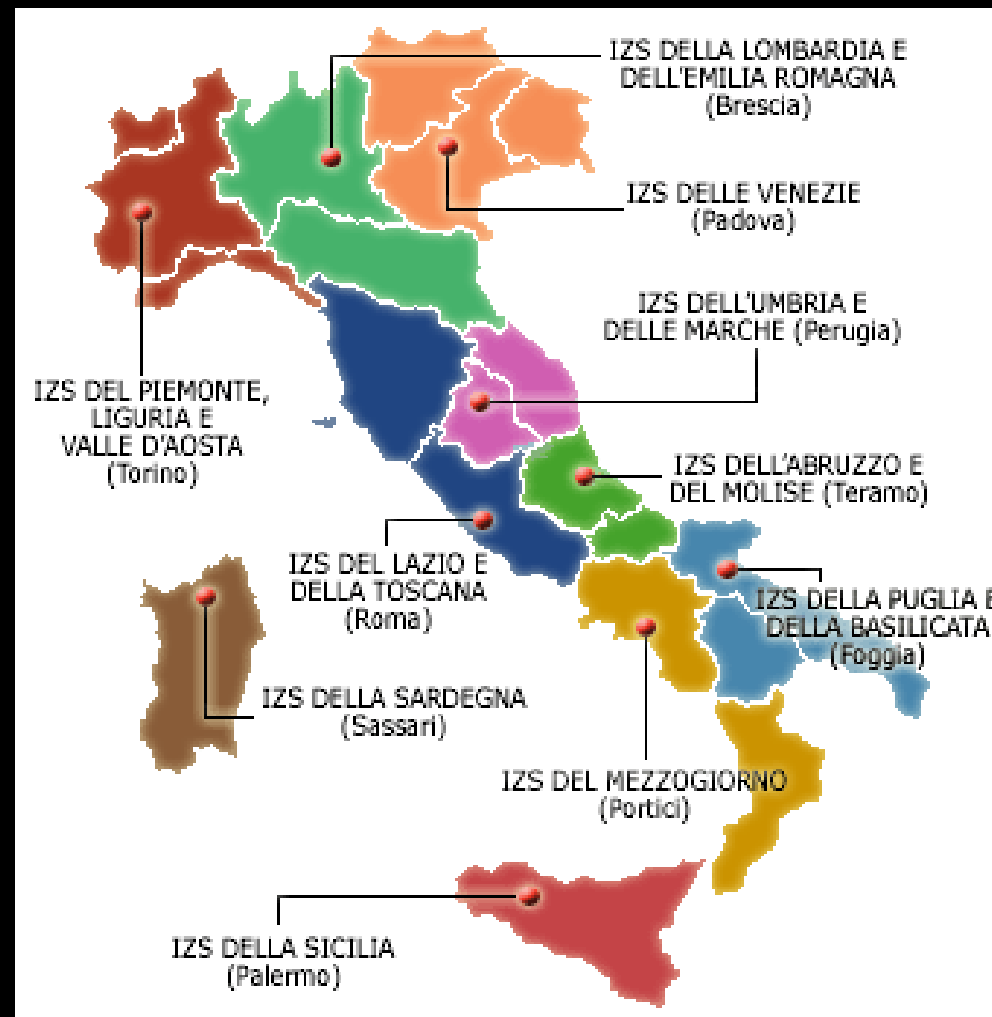 IZS DELLA LOMBARDIA E
DELL'EMILIA ROMAGNA
(Brescia)
IZS DELLE VENEZIE
(Padova)
IZS DELL'UMBRIA E
DELLE MARCHE (Perugia)
IZS DEL PIEMONTE,
LIGURIA E
VALLE D'AOSTA
(Torino)
IZS DELL'ABRUZZO E
DEL MOLISE (Teramo)
IZS DEL LAZIO E
DELLA TOSCANA
(Roma)
IZS DELLA PUGLIA E
DELLA BASILICATA
(Foggia)
IZS DELLA SARDEGNA
(Sassari)
IZS DEL MEZZOGIORNO
(Portici)
IZS DELLA SICILIA
(Palermo)